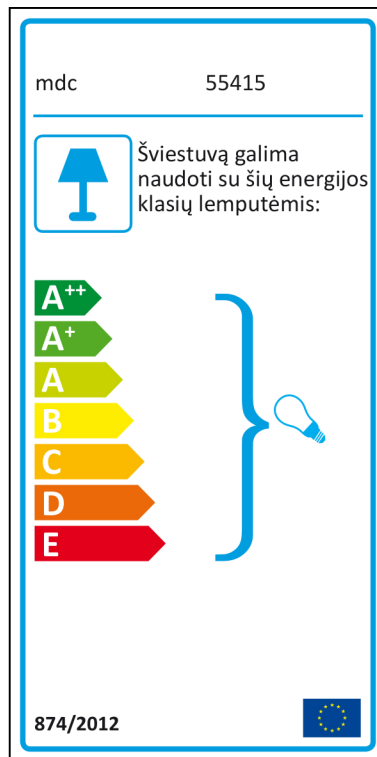 mdc 55415
Šviestuvą galima
naudoti su šių energijos
klasių lemputėmis:
A++
A+
A
B
C
D
E
874/2012